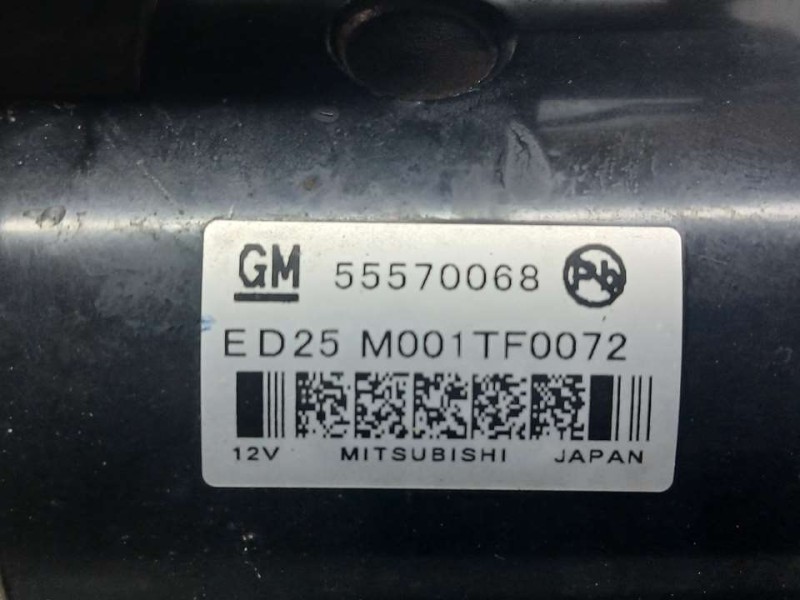 GM 55570068 Pb
ED25 M001TF0072
12V MITSUBISHI JAPAN